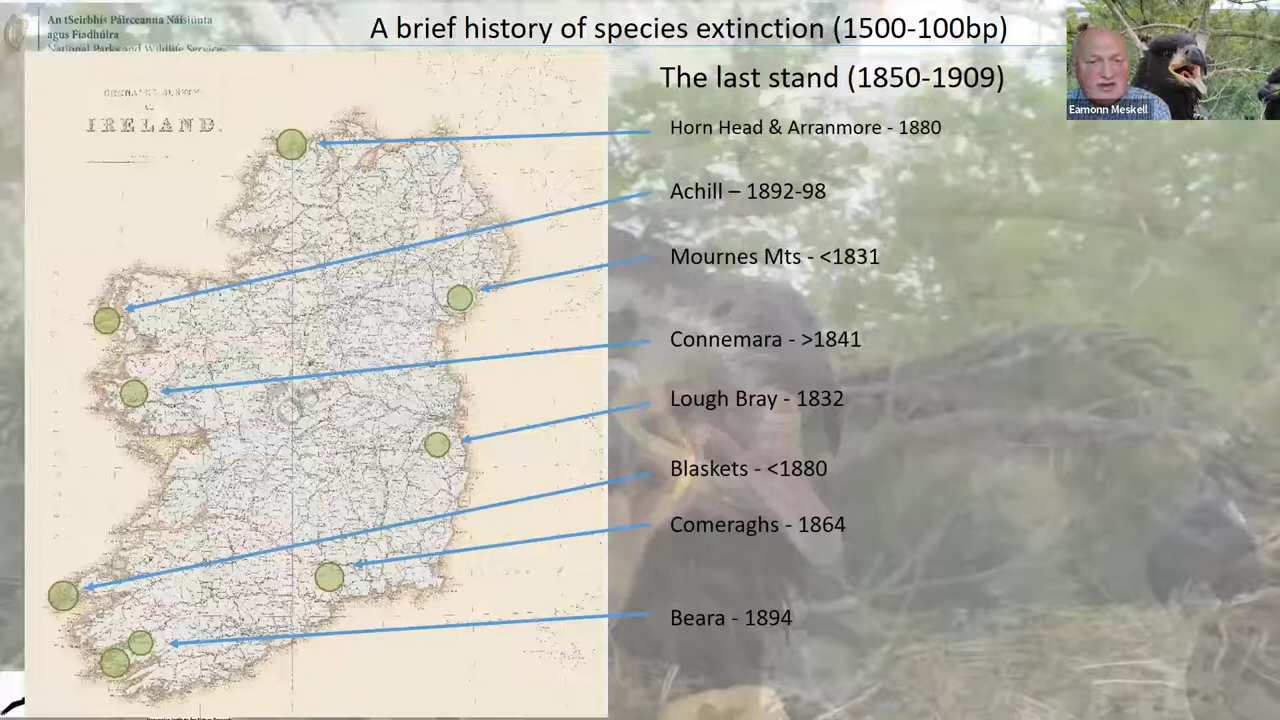 An tSeirbhís Páirceanna Náisiúnta
agus Fiadhúlra
National Parks and Wildlife Service
A brief history of species extinction (1500-100bp)
The last stand (1850-1909)
Eamonn Meskell
IRELAND.
Horn Head & Arranmore - 1880
Achill – 1892-98
Mournes Mts - <1831
Connemara - >1841
Lough Bray - 1832
Blaskets - <1880
Comeraghs - 1864
Beara - 1894